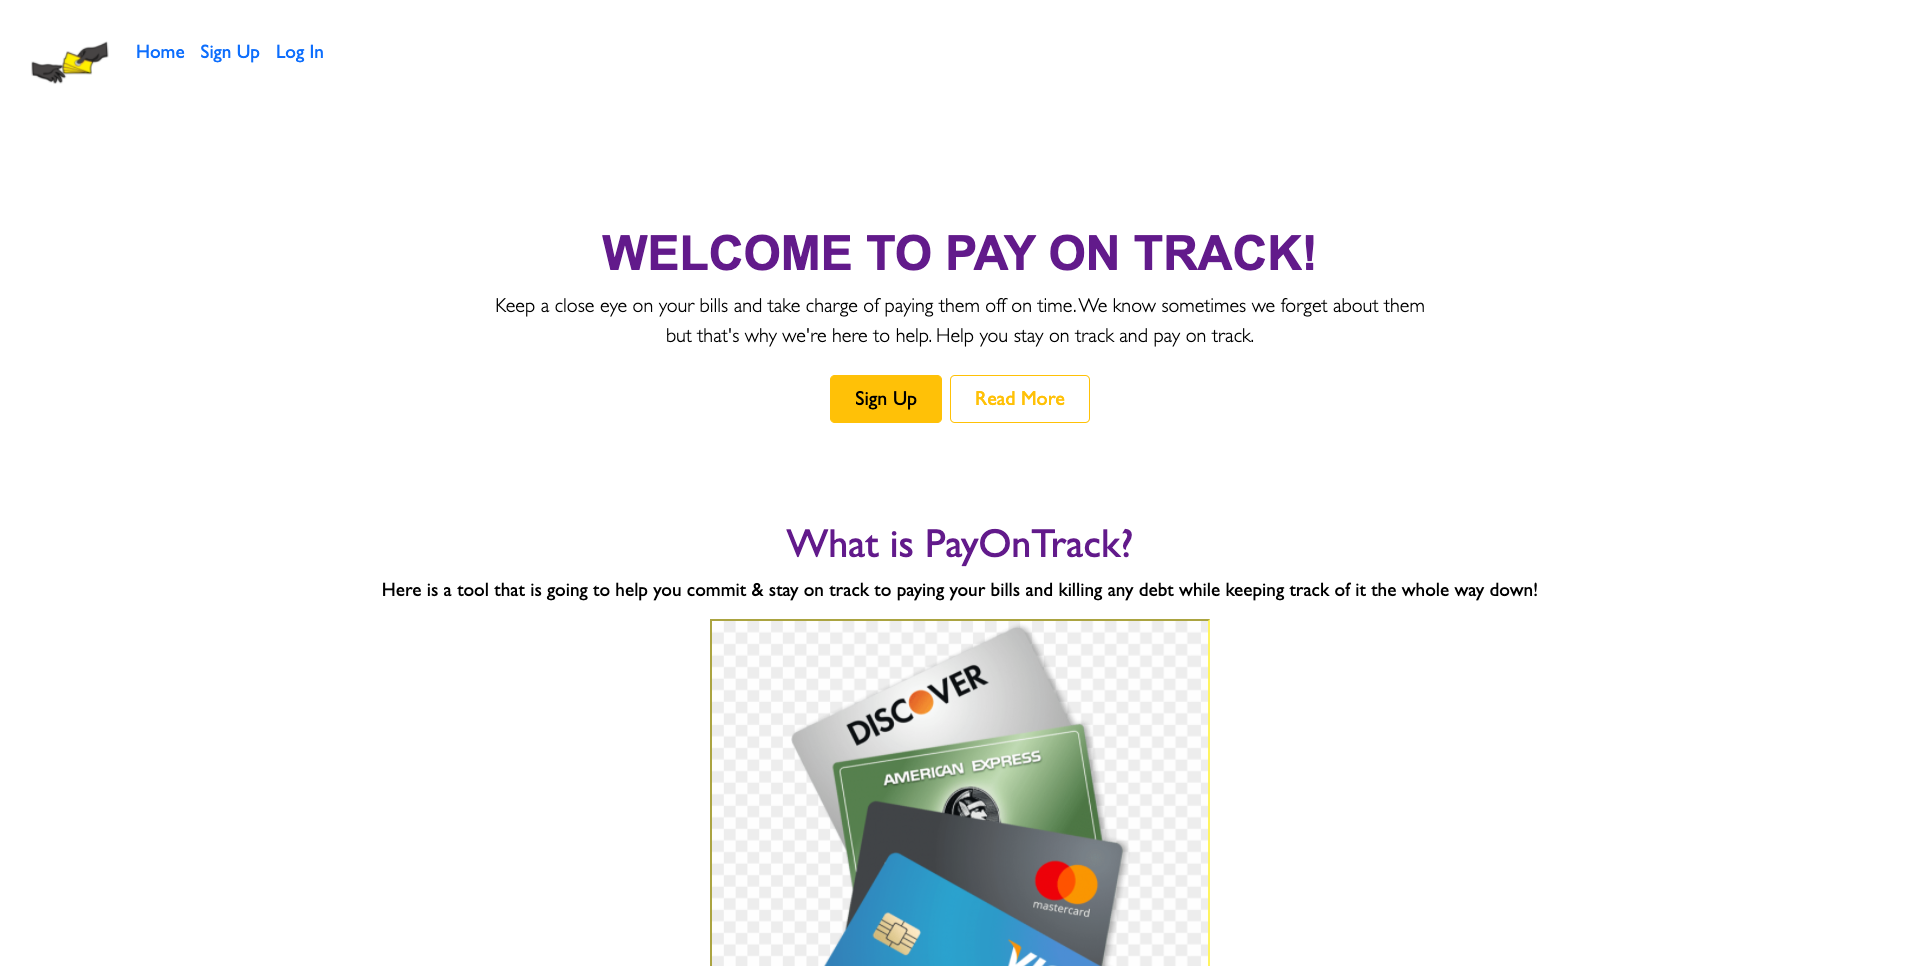 Home Sign Up Log In
WELCOME TO PAY ON TRACK!
Keep a close eye on your bills and take charge of paying them off on time. We know sometimes we forget about them
but that's why we're here to help. Help you stay on track and pay on track.
Sign Up Read More
What is PayOnTrack?
Here is a tool that is going to help you commit & stay on track to paying your bills and killing any debt while keeping track of it the whole way down!
DISCOVER
AMERICAN EXPRESS
mastercard